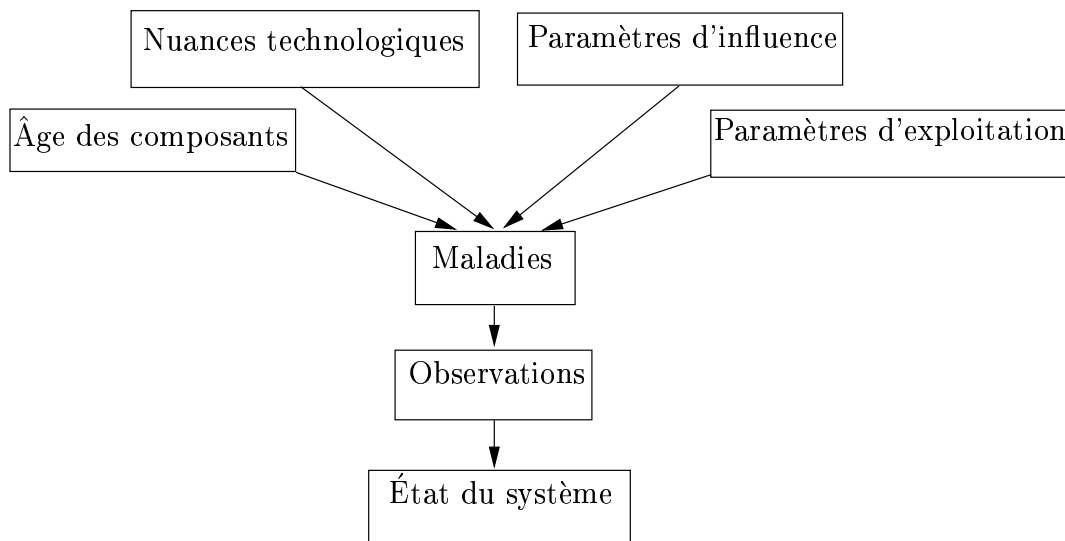 Nuances technologiques
Paramètres d'influence
Âge des composants
Paramètres d'exploitation
Maladies
Observations
État du système